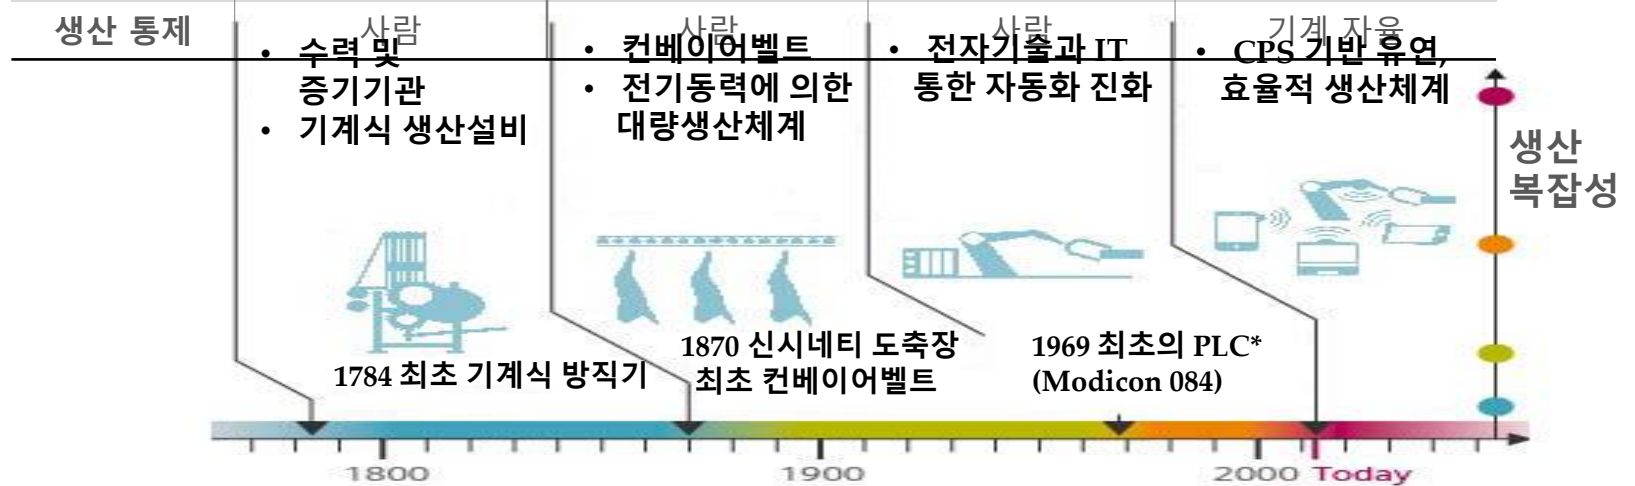 생산 통제
사람
사람
사람
기계 자율
• 수력 및
증기기관
• 기계식 생산설비
• 컨베이어벨트
• 전기동력에 의한
대량생산체계
• 전자기술과 IT
통한 자동화 진화
• CPS 기반 유연,
효율적 생산체계
생산
복잡성
1784 최초 기계식 방직기
1870 신시네티 도축장
최초 컨베이어벨트
1969 최초의 PLC*
(Modicon 084)
1800
1900
2000
Today